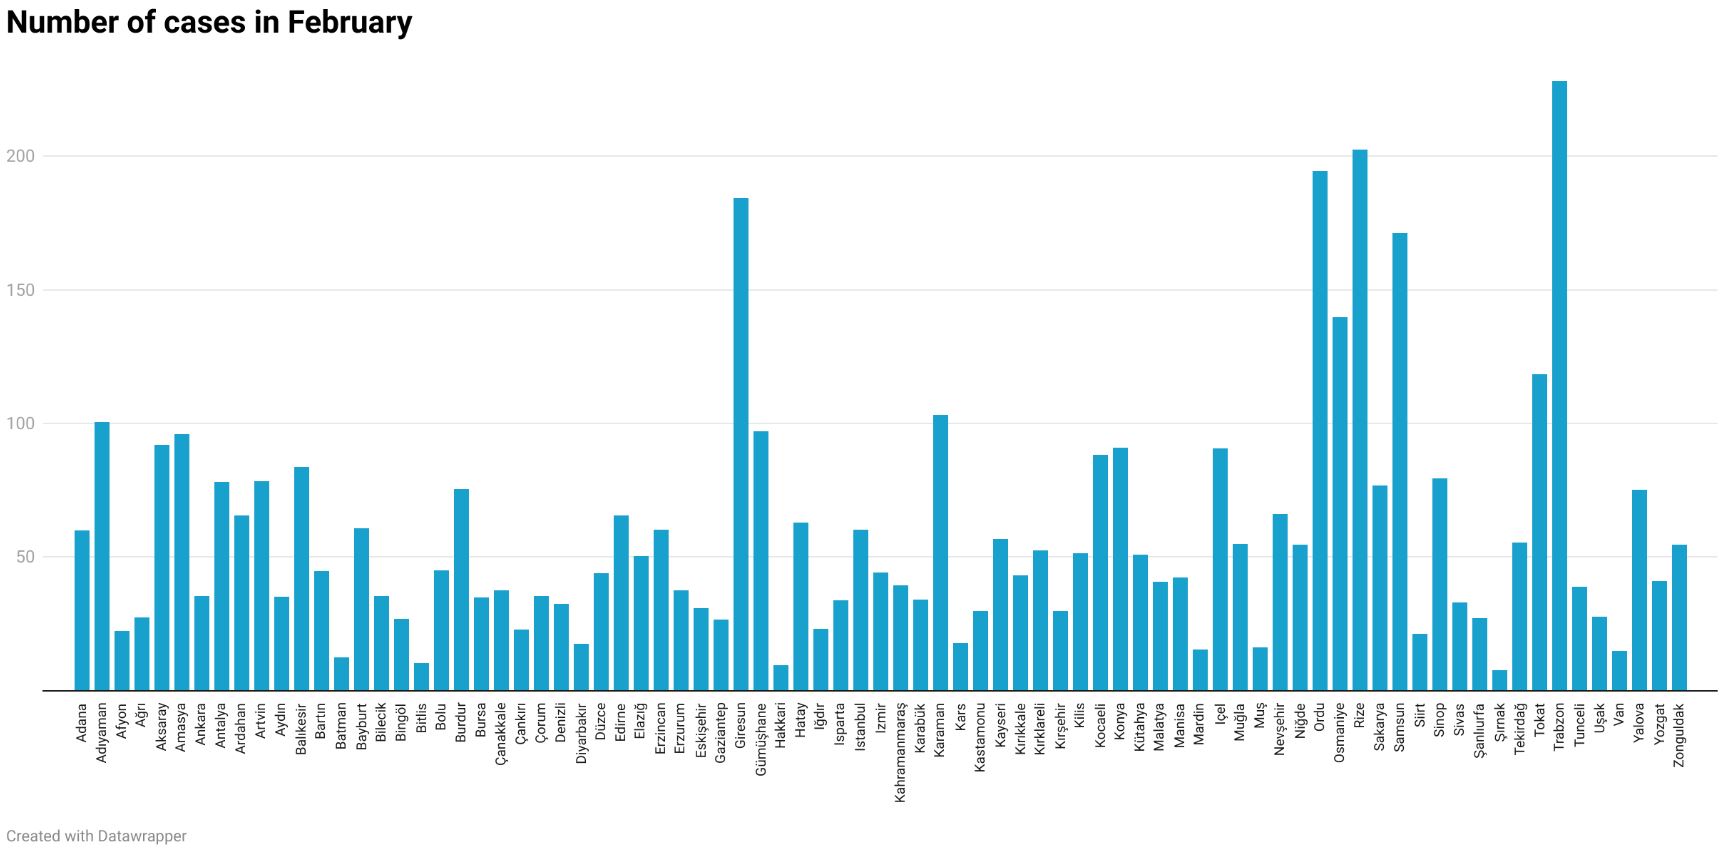 Number of cases in February
200
150
100
50
Adana
Adıyaman
Afyon
Ağrı
Aksaray
Amasya
Ankara
Antalya
Ardahan
Artvin
Aydın
Balıkesir
Bartın
Batman
Bayburt
Bilecik
Bingöl
Bitlis
Bolu
Burdur
Bursa
Çanakkale
Çankırı
Çorum
Denizli
Diyarbakır
Düzce
Edirne
Elazığ
Erzincan
Erzurum
Eskişehir
Gaziantep
Giresun
Gümüşhane
Hakkari
Hatay
Iğdır
Isparta
Istanbul
Izmir
Kahramanmaraş
Karabük
Karaman
Kars
Kastamonu
Kayseri
Kırıkkale
Kırklareli
Kırşehir
Kilis
Kocaeli
Konya
Kütahya
Malatya
Manisa
Mardin
Içel
Muğla
Muş
Nevşehir
Niğde
Ordu
Osmaniye
Rize
Sakarya
Samsun
Siirt
Sinop
Sivas
Şanlıurfa
Şırnak
Tekirdağ
Tokat
Trabzon
Tunceli
Uşak
Van
Yalova
Yozgat
Zonguldak
Created with Datawrapper